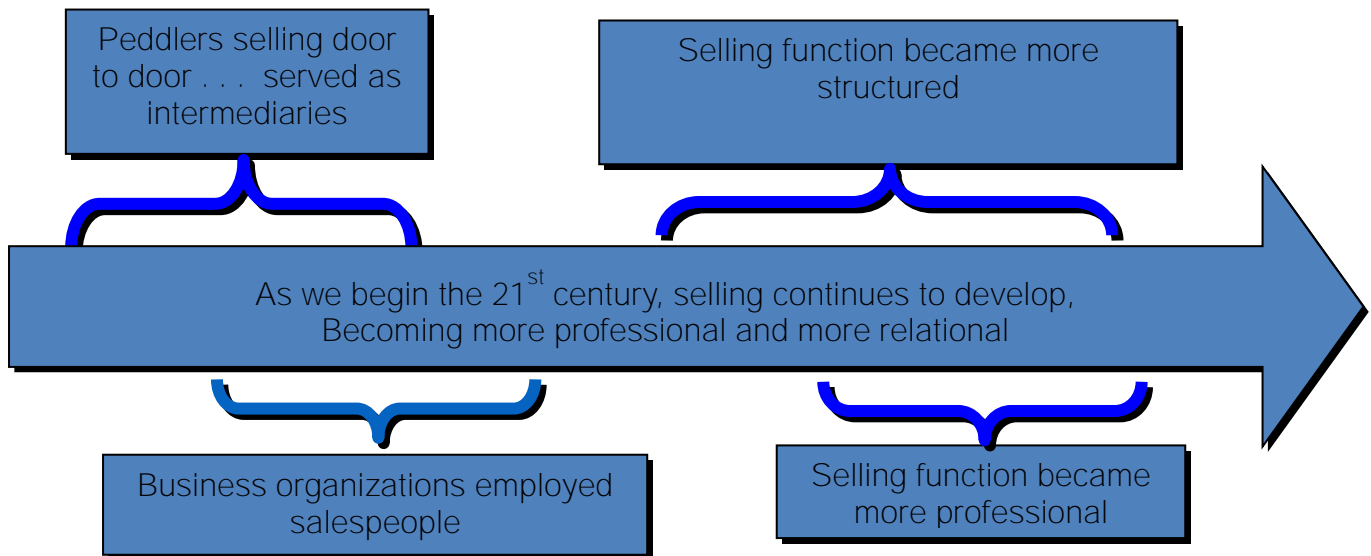 Peddlers selling door
to door . . . served as
intermediaries
Selling function became more
structured
As we begin the 21st century, selling continues to develop,
Becoming more professional and more relational
Business organizations employed
salespeople
Selling function became
more professional